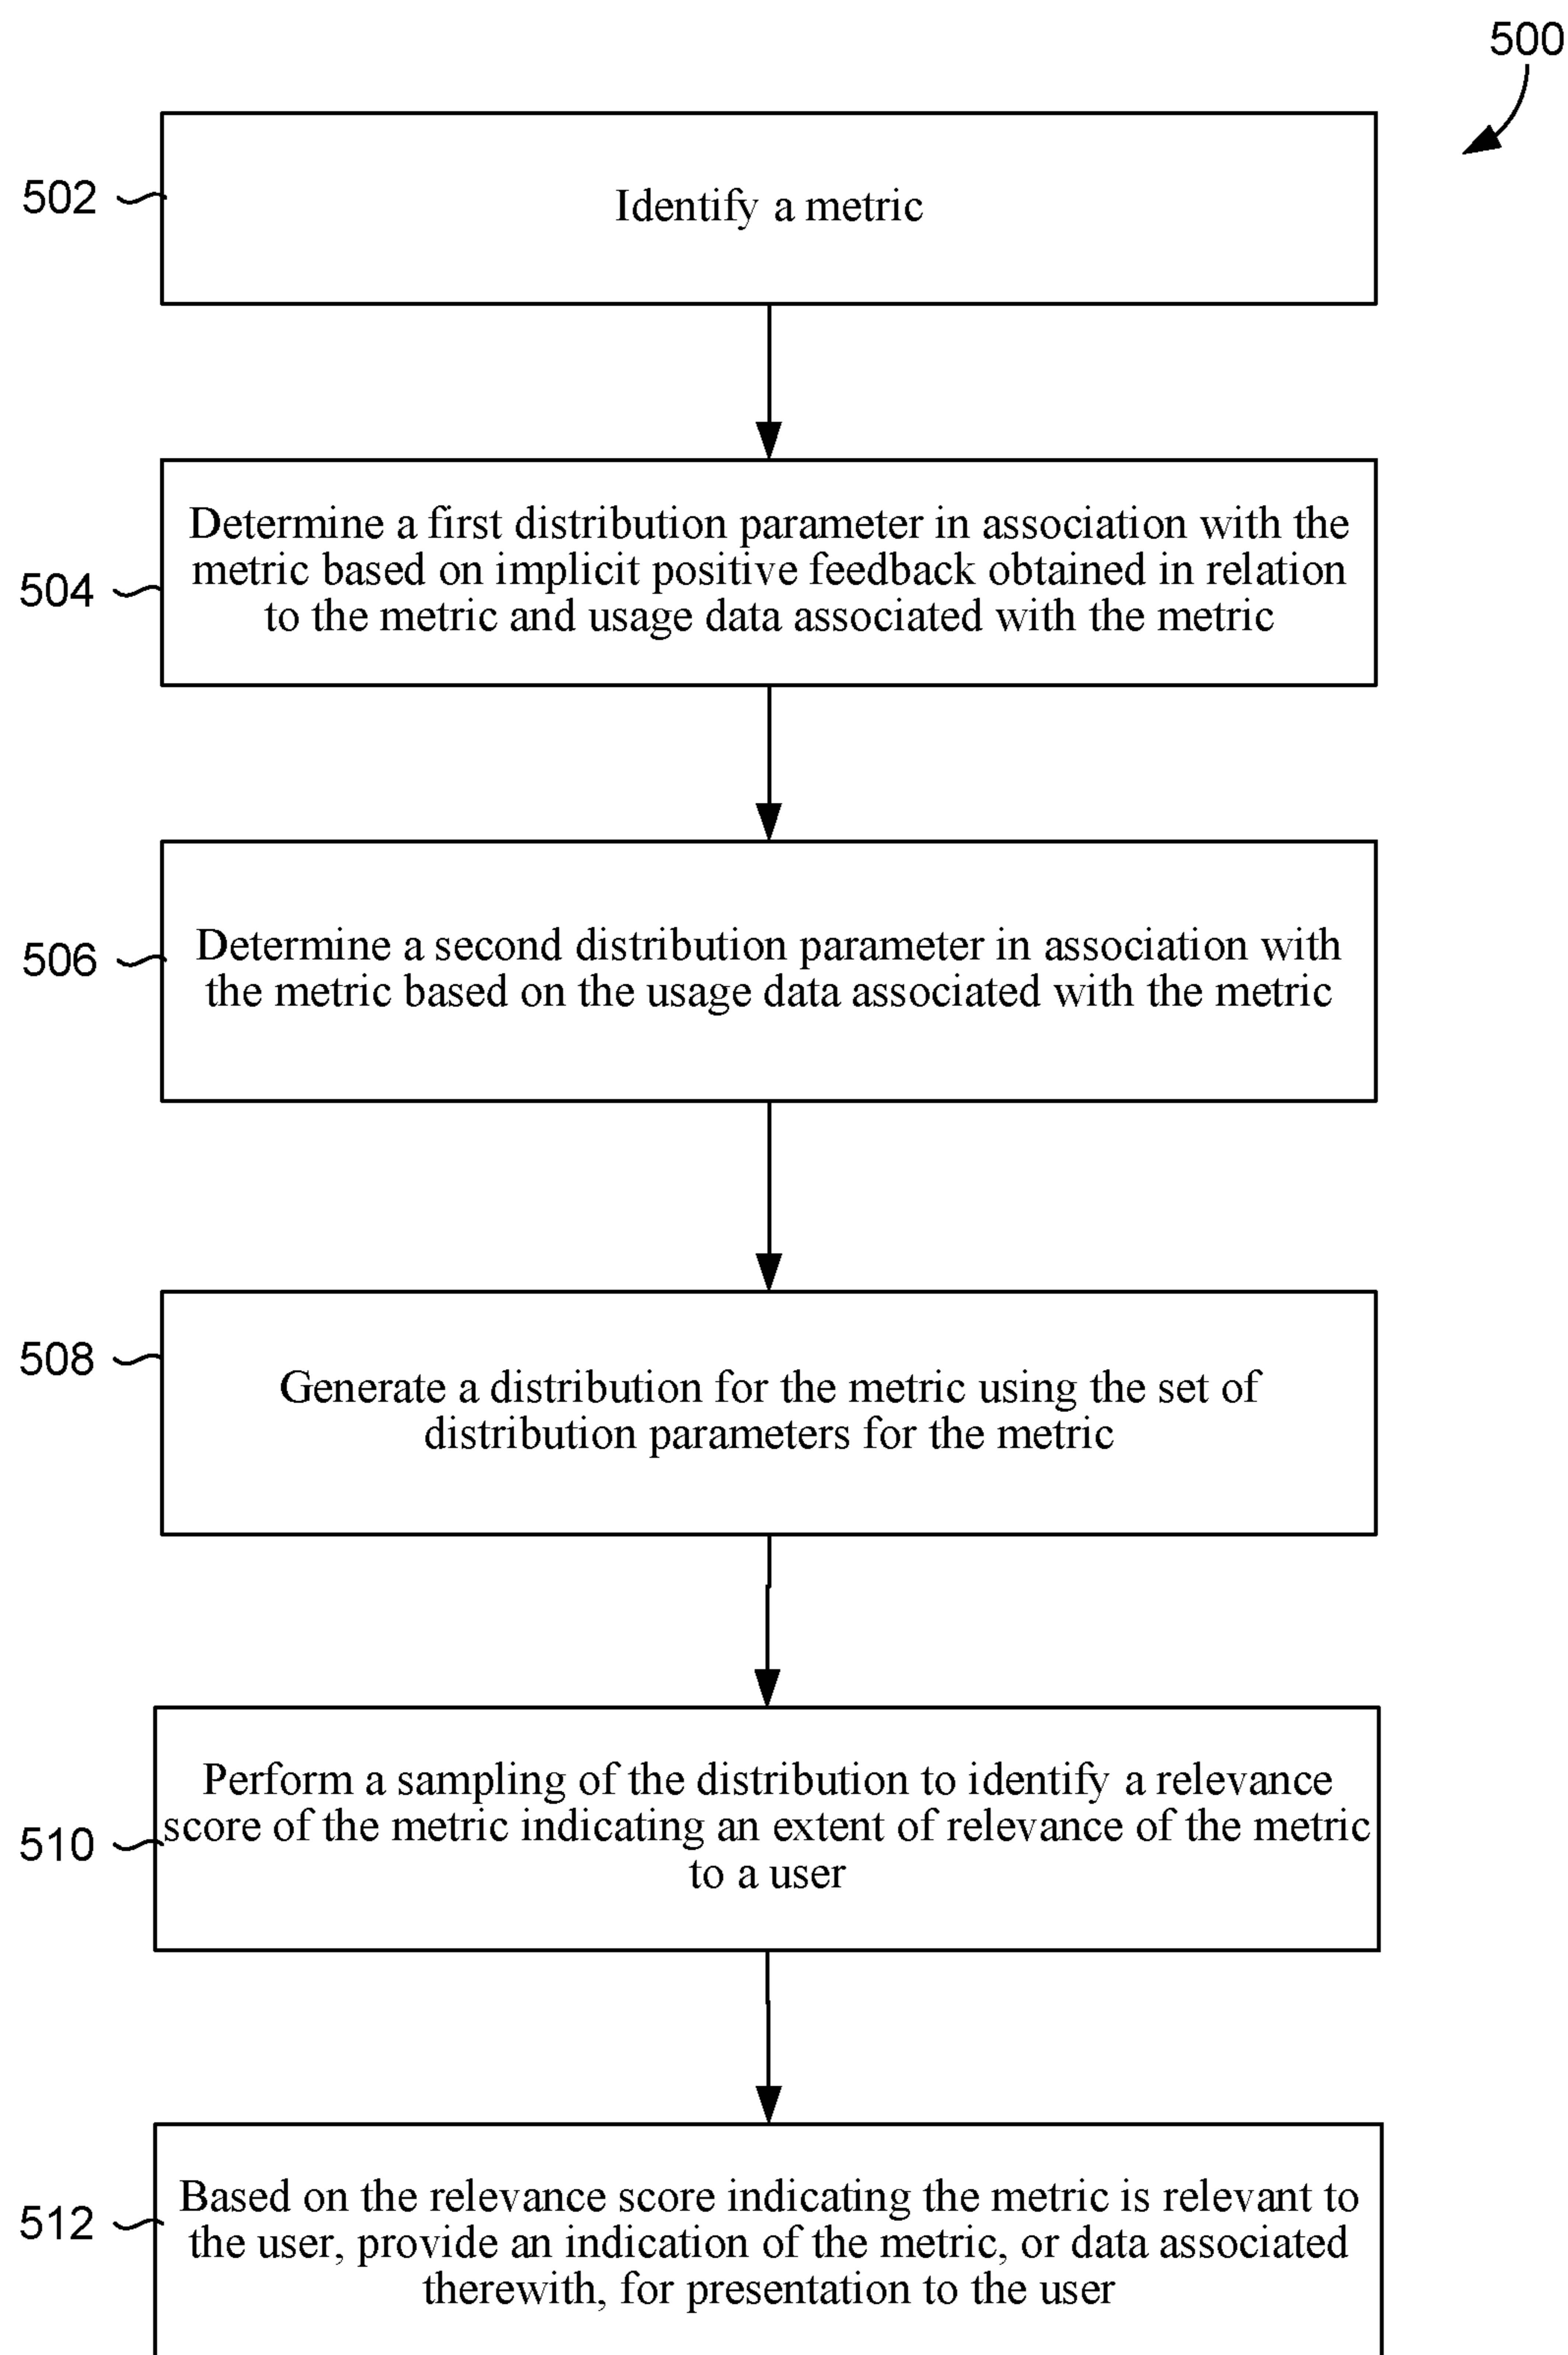 500
502
Identify a metric
504
Determine a first distribution parameter in association with the
metric based on implicit positive feedback obtained in relation
to the metric and usage data associated with the metric
506
Determine a second distribution parameter in association with
the metric based on the usage data associated with the metric
508
Generate a distribution for the metric using the set of
distribution parameters for the metric
510
Perform a sampling of the distribution to identify a relevance
score of the metric indicating an extent of relevance of the metric
to a user
512
Based on the relevance score indicating the metric is relevant to
the user, provide an indication of the metric, or data associated
therewith, for presentation to the user